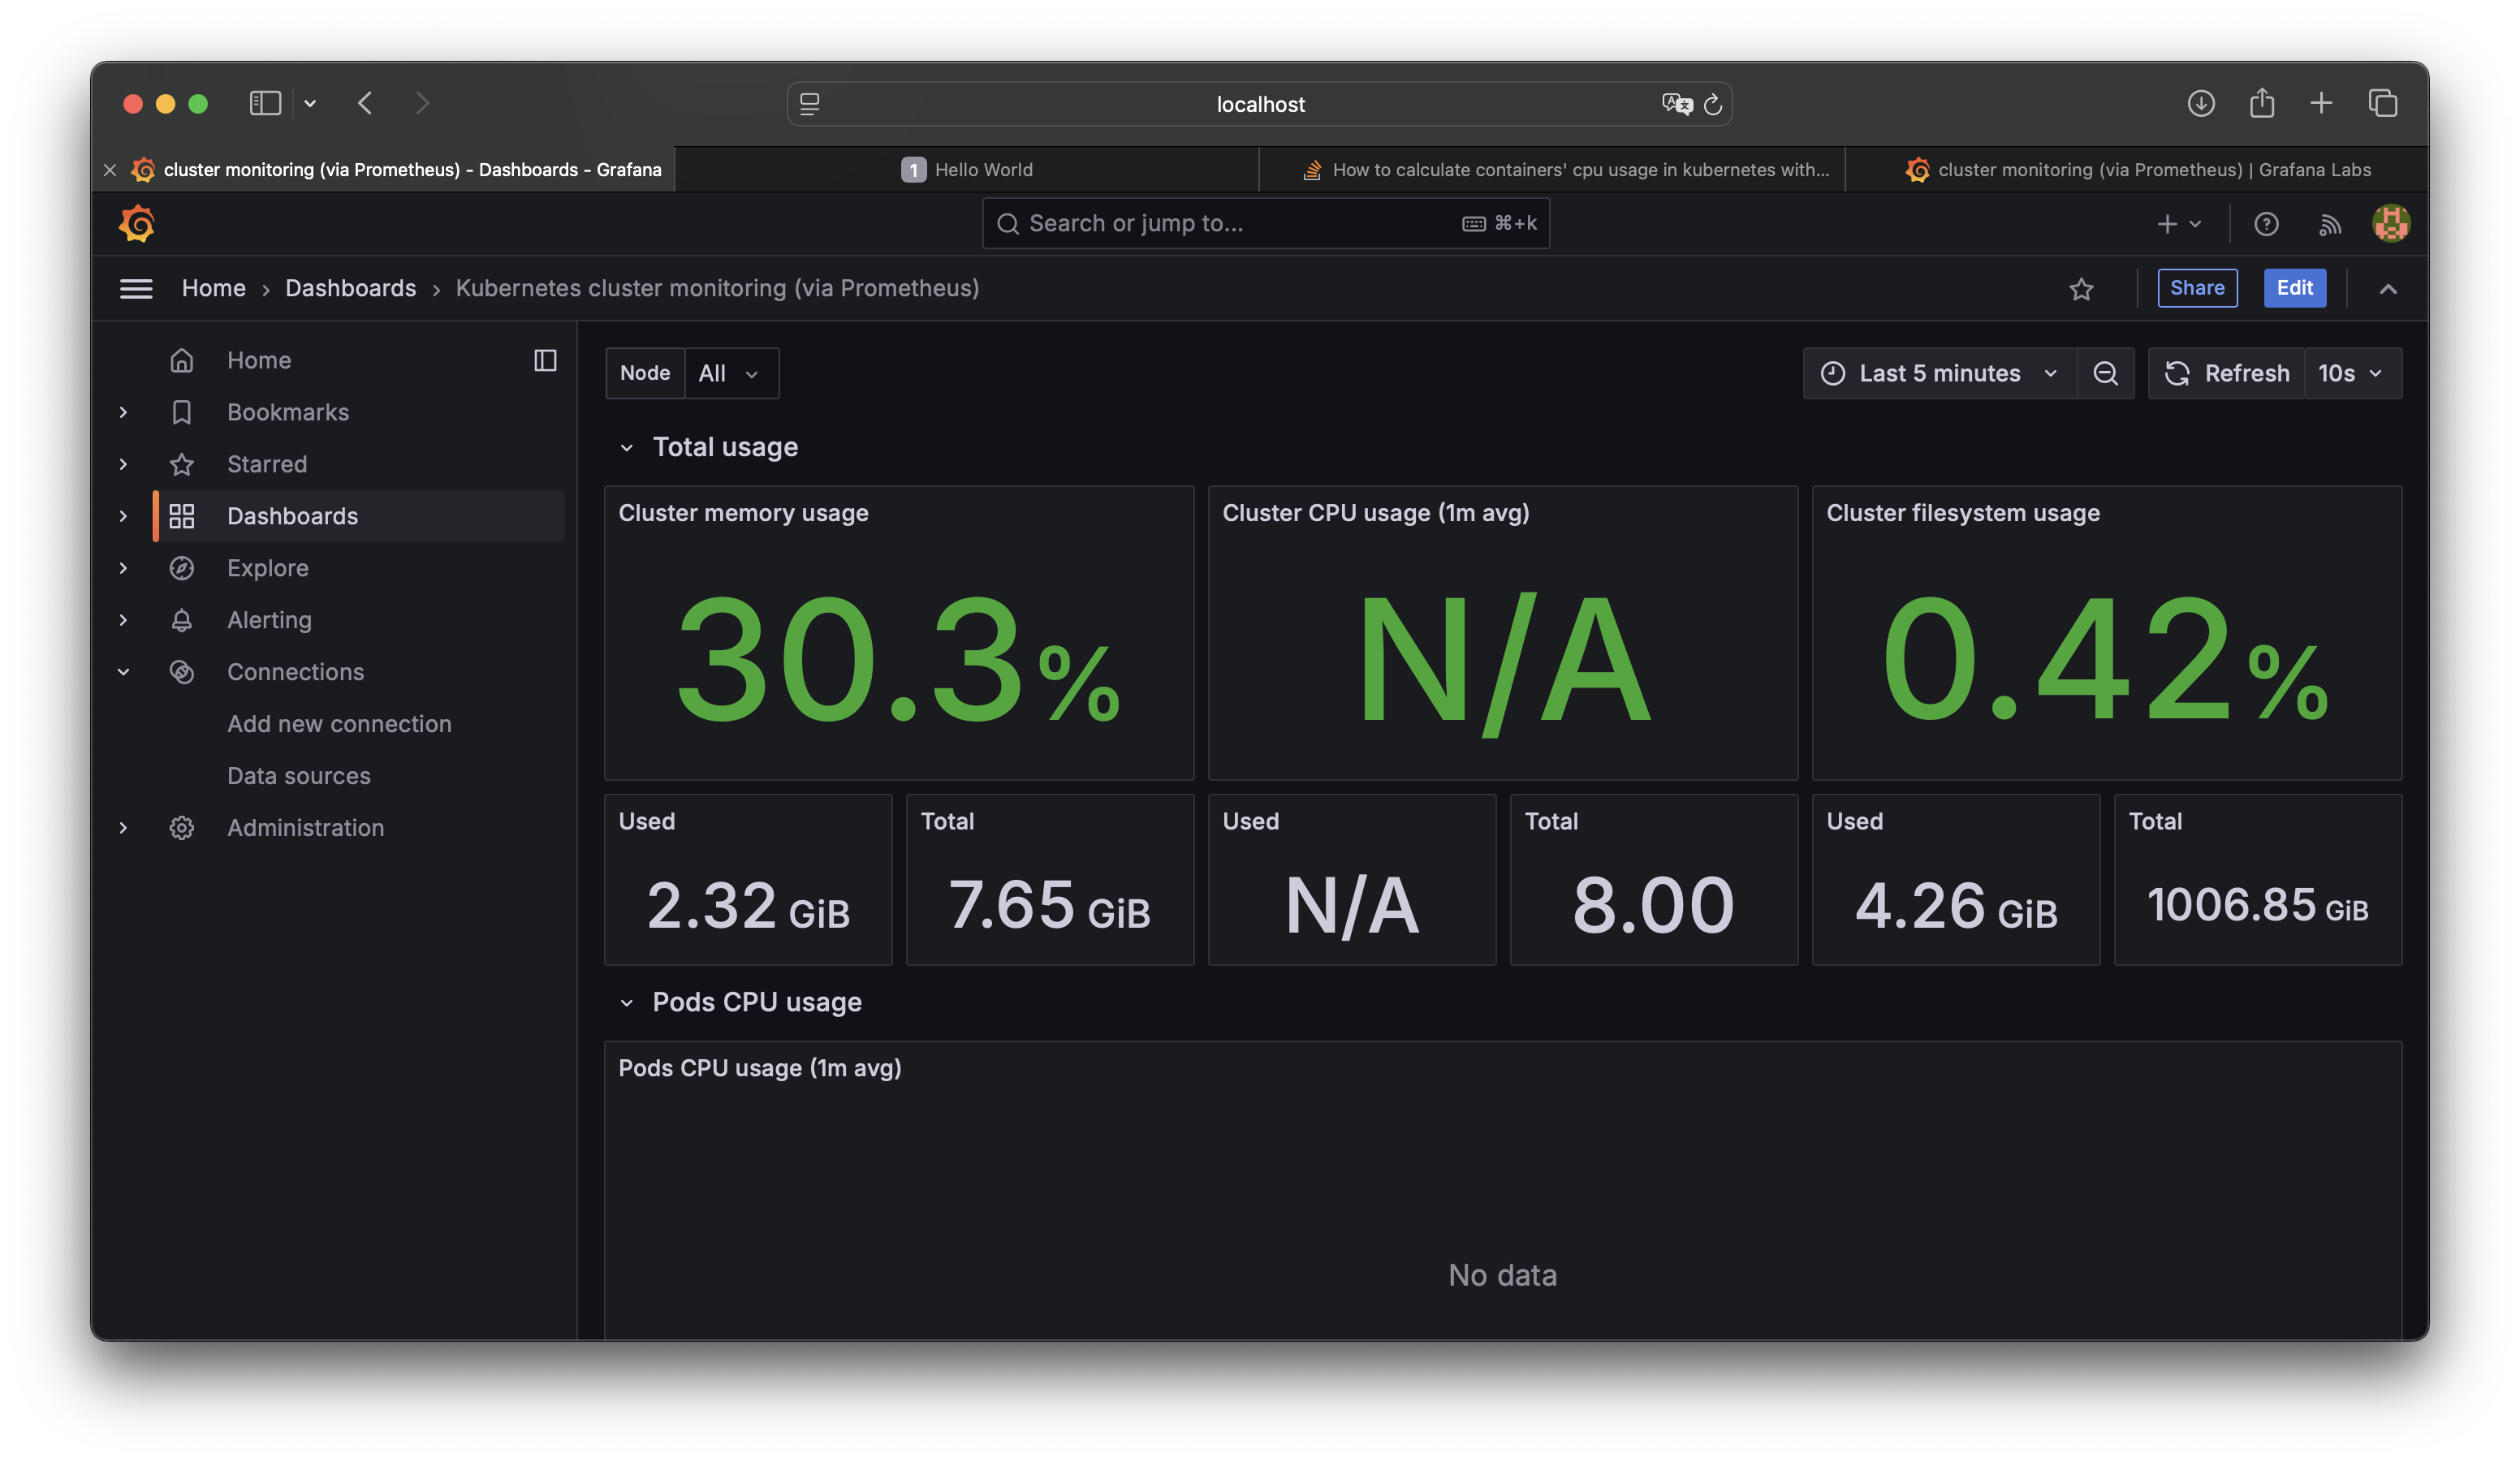 localhost
cluster monitoring (via Prometheus) - Dashboards - Grafana
1 Hello World
How to calculate containers' cpu usage in kubernetes with...
cluster monitoring (via Prometheus) | Grafana Labs
Search or jump to...
⌘+k
Home › Dashboards › Kubernetes cluster monitoring (via Prometheus)
Share
Edit
Home
Bookmarks
Starred
Dashboards
Explore
Alerting
Connections
Add new connection
Data sources
Administration
Node All
Last 5 minutes
Refresh 10s
Total usage
Cluster memory usage
30.3%
Cluster CPU usage (1m avg)
N/A
Cluster filesystem usage
0.42%
Used
2.32 GiB
Total
7.65 GiB
Used
N/A
Total
8.00
Used
4.26 GiB
Total
1006.85 GiB
Pods CPU usage
Pods CPU usage (1m avg)
No data